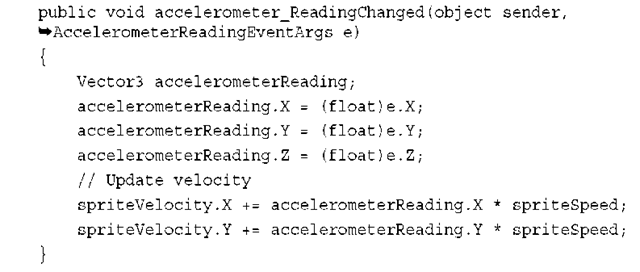 public void accelerometer_ReadingChanged(object sender,
➥AccelerometerReadingEventArgs e)
{
Vector3 accelerometerReading;
accelerometerReading.X = (float)e.X;
accelerometerReading.Y = (float)e.Y;
accelerometerReading.Z = (float)e.Z;
// Update velocity
spriteVelocity.X += accelerometerReading.X * spriteSpeed;
spriteVelocity.Y += accelerometerReading.Y * spriteSpeed;
}